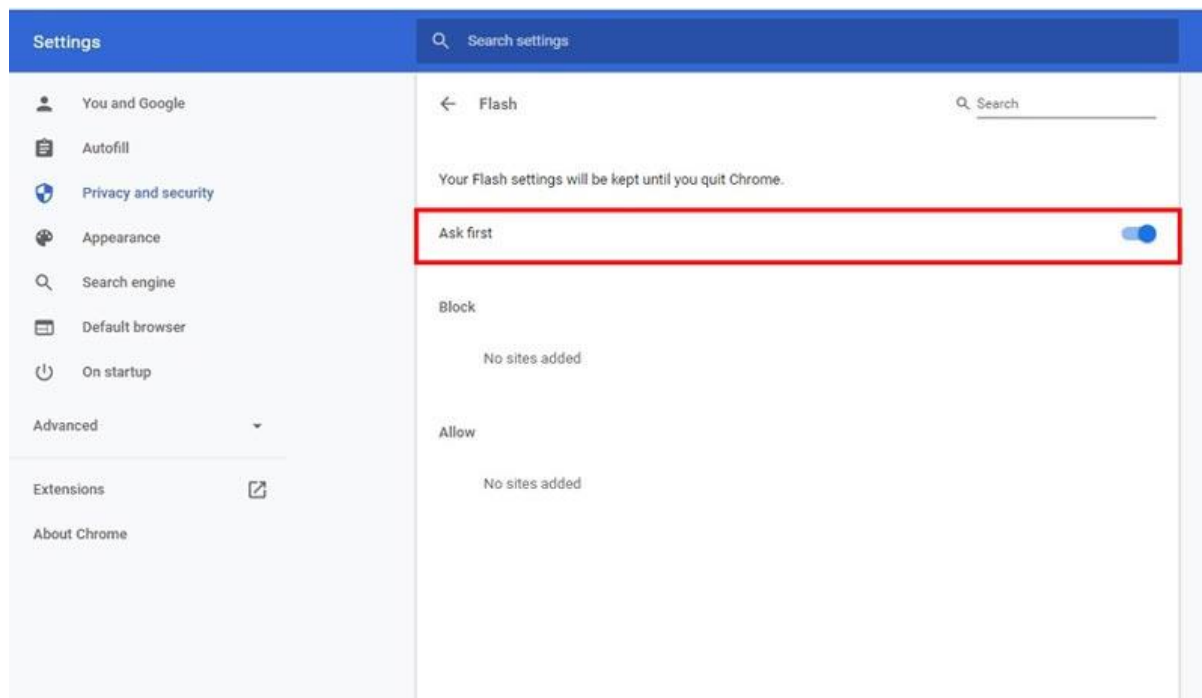 Settings
Search settings
You and Google
Autofill
Privacy and security
Appearance
Search engine
Default browser
On startup
Advanced
Extensions
About Chrome
Flash
Search
Your Flash settings will be kept until you quit Chrome.
Ask first
Block
No sites added
Allow
No sites added